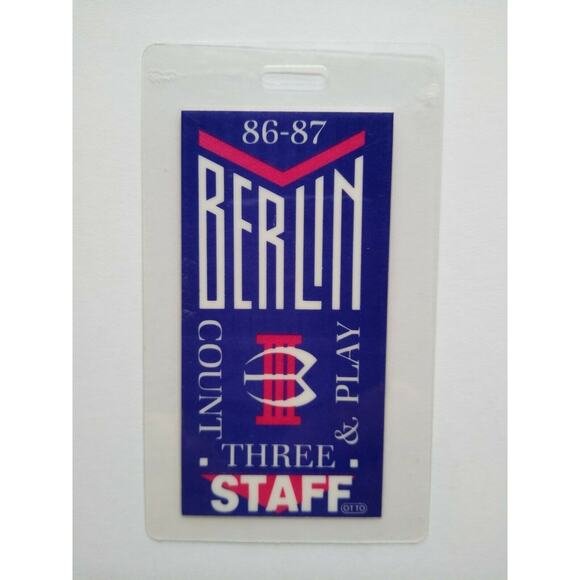 86-87
BERLIN
COUNT
THREE
& PLAY
STAFF
0110